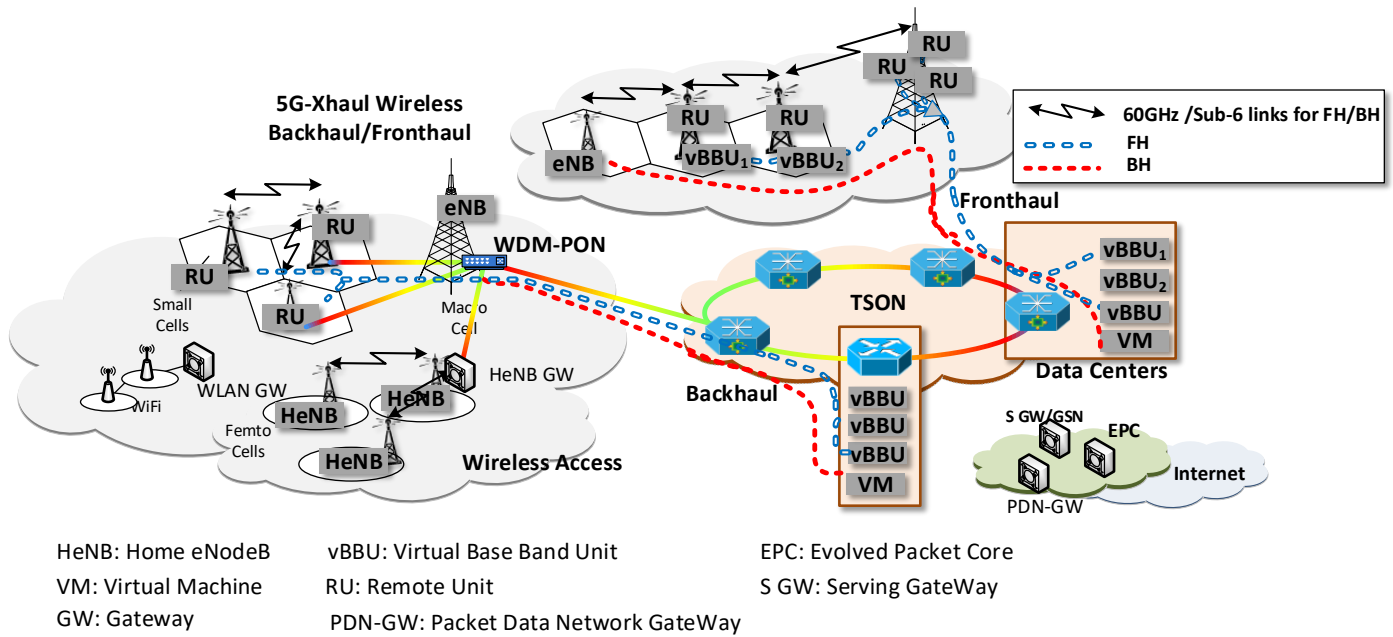 RU
RU
RU
5G-Xhaul Wireless
Backhaul/Fronthaul
60GHz /Sub-6 links for FH/BH
FH
BH
RU
RU
RU
eNB
vBBU1
vBBU2
Fronthaul
eNB
WDM-PON
RU
RU
RU
Small
Cells
Macro
Cell
TSON
vBBU1
vBBU2
vBBU
VM
Data Centers
WiFi
WLAN GW
HeNB GW
HeNB
HeNB
HeNB
Femto
Cells
Wireless Access
Backhaul
vBBU
vBBU
vBBU
VM
S GW/GSN
EPC
PDN-GW
Internet
HeNB: Home eNodeB
vBBU: Virtual Base Band Unit
EPC: Evolved Packet Core
VM: Virtual Machine
RU: Remote Unit
S GW: Serving GateWay
GW: Gateway
PDN-GW: Packet Data Network GateWay